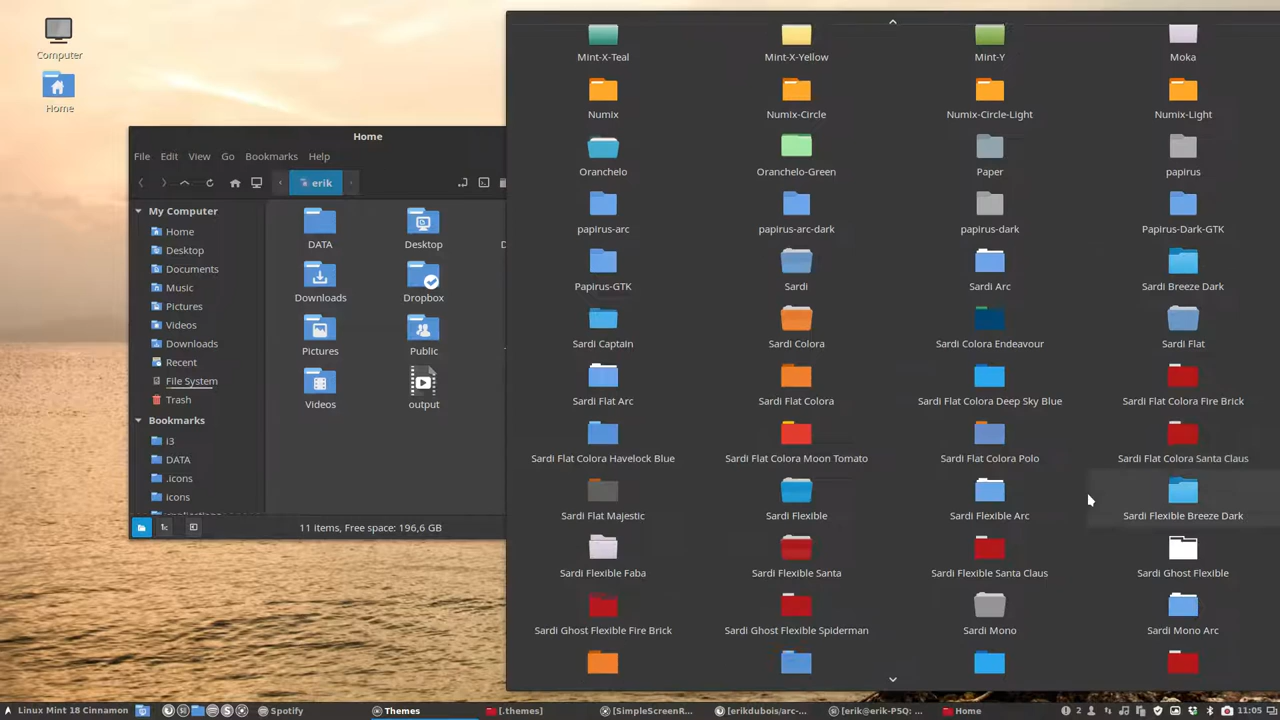 Computer
Home
Home
File Edit View Go Bookmarks Help
erik
My Computer
Home
Desktop
Documents
Music
Pictures
Videos
Downloads
Recent
File System
Trash
Bookmarks
i3
DATA
.icons
icons
DATA Desktop
Downloads Dropbox
Pictures Public
Videos output
11 items, Free space: 196,6 GB
Mint-X-Teal Mint-X-Yellow Mint-Y Moka
Numix Numix-Circle Numix-Circle-Light Numix-Light
Oranchelo Oranchelo-Green Paper papirus
papirus-arc papirus-arc-dark papirus-dark Papirus-Dark-GTK
Papirus-GTK Sardi Sardi Arc Sardi Breeze Dark
Sardi Captain Sardi Colora Sardi Colora Endeavour Sardi Flat
Sardi Flat Arc Sardi Flat Colora Sardi Flat Colora Deep Sky Blue Sardi Flat Colora Fire Brick
Sardi Flat Colora Havelock Blue Sardi Flat Colora Moon Tomato Sardi Flat Colora Polo Sardi Flat Colora Santa Claus
Sardi Flat Majestic Sardi Flexible Sardi Flexible Arc Sardi Flexible Breeze Dark
Sardi Flexible Faba Sardi Flexible Santa Sardi Flexible Santa Claus Sardi Ghost Flexible
Sardi Ghost Flexible Fire Brick Sardi Ghost Flexible Spiderman Sardi Mono Sardi Mono Arc
Linux Mint 18 Cinnamon Spotify Themes [.themes] [SimpleScreenR... [erikdubois/arc-... [erik@erik-P5Q: ... Home 2 11:05